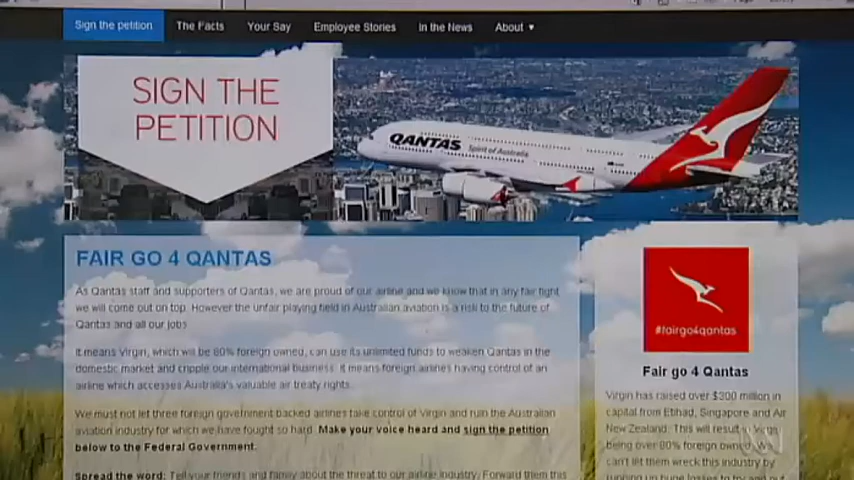 Sign the petition The Facts Your Say Employee Stories In the News About
SIGN THE
PETITION
QANTAS Spirit of Australia
FAIR GO 4 QANTAS
As Qantas staff and supporters of Qantas, we are proud of our airline and we know that in any fair fight
we will come out on top. However the unfair playing field in Australian aviation is a risk to the future of
Qantas and all our jobs
It means Virgin, which will be 80% foreign owned, can use its unlimited funds to weaken Qantas in the
domestic market and cripple our international business. It means foreign airlines having control of an
airline which accesses Australia's valuable air treaty rights.
We must not let three foreign government backed airlines take control of Virgin and ruin the Australian
aviation industry for which we have fought so hard. Make your voice heard and sign the petition
below to the Federal Government.
Spread the word: Tell your friends and family about the threat to our airline industry. Forward them this
#fairgo4qantas
Fair go 4 Qantas
Virgin has raised over $300 million in
capital from Etihad, Singapore and Air
New Zealand. This will result in Virgin
being over 80% foreign owned. We
can't let them wreck this industry by
running up huge losses to try and put